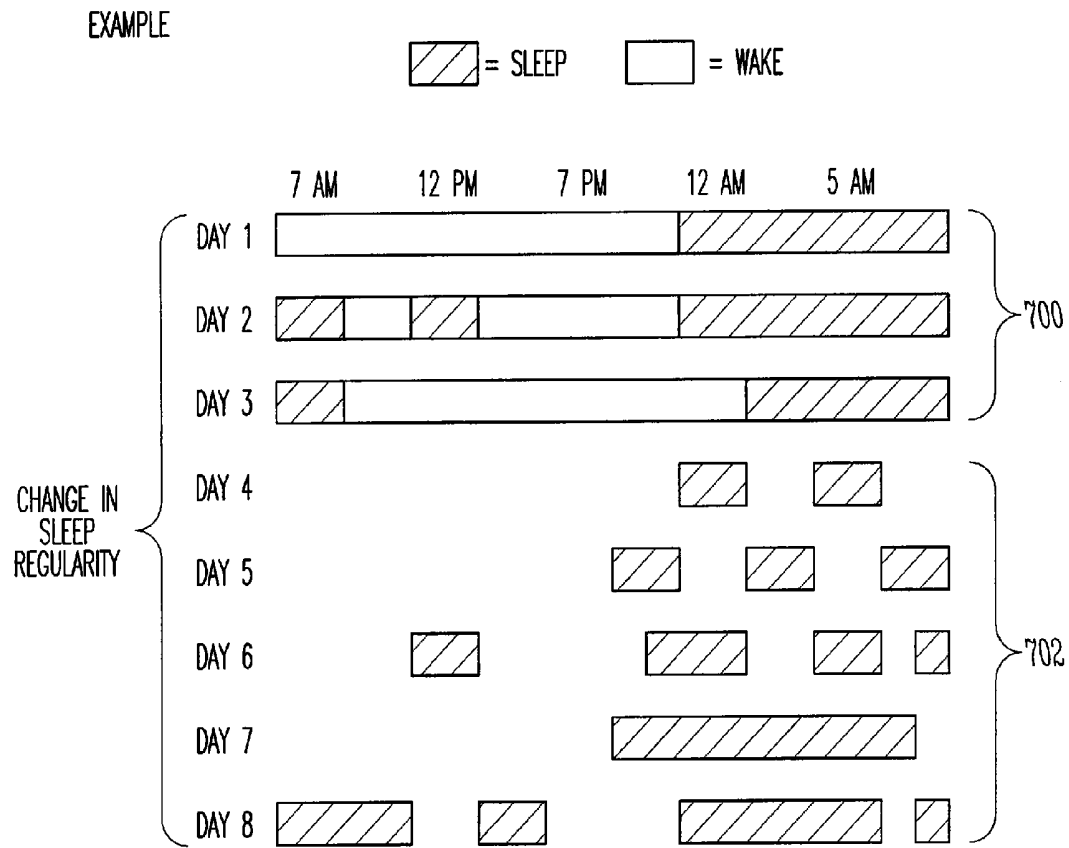 EXAMPLE
= SLEEP = WAKE
7 AM 12 PM 7 PM 12 AM 5 AM
DAY 1
DAY 2
700
DAY 3
DAY 4
CHANGE IN
SLEEP
REGULARITY
DAY 5
DAY 6
702
DAY 7
DAY 8